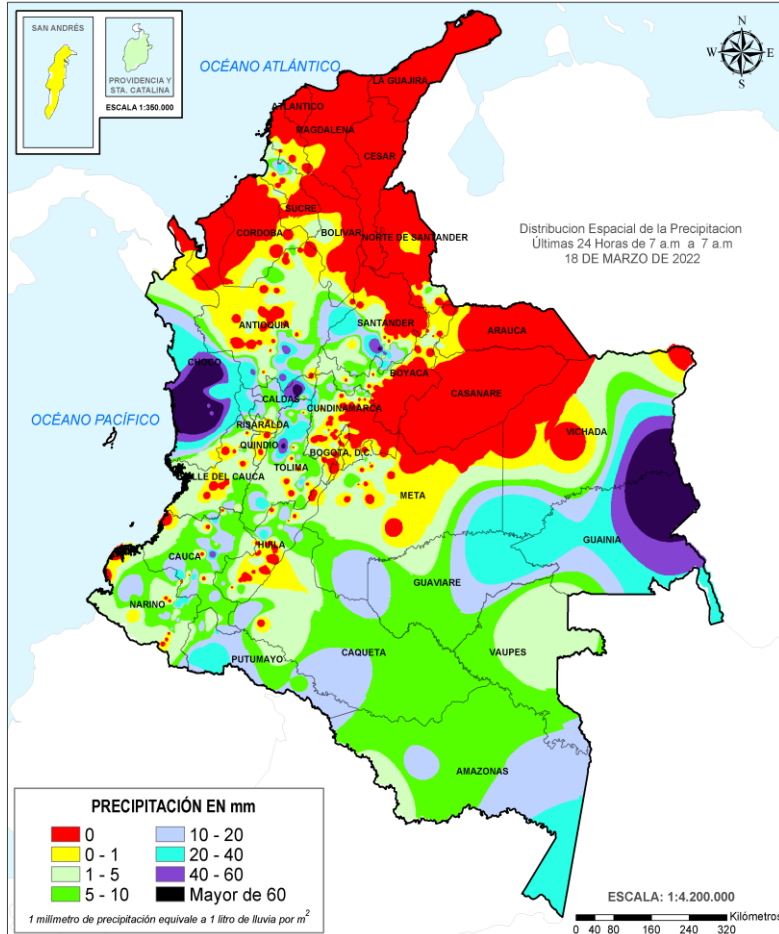 SAN ANDRÉS
PROVIDENCIA Y
STA. CATALINA
ESCALA 1:350.000
OCÉANO ATLÁNTICO
N
W
E
S
LA GUAJIRA
ATLANTICO
MAGDALENA
CESAR
SUCRE
CORDOBA
BOLIVAR
NORTE DE SANTANDER
Distribucion Espacial de la Precipitacion
Últimas 24 Horas de 7 a.m a 7 a.m
18 DE MARZO DE 2022
ANTIOQUIA
SANTANDER
ARAUCA
CHOCO
BOYACA
CASANARE
CALDAS
CUNDINAMARCA
OCÉANO PACÍFICO
RISARALDA
VICHADA
QUINDIO
BOGOTA, D.C.
TOLIMA
VALLE DEL CAUCA
META
GUAINIA
HUILA
CAUCA
GUAVIARE
NARINO
CAQUETA
VAUPES
PUTUMAYO
AMAZONAS
PRECIPITACIÓN EN mm
0
10 - 20
0 - 1
20 - 40
1 - 5
40 - 60
5 - 10
Mayor de 60
1 milímetro de precipitación equivale a 1 litro de lluvia por m²
ESCALA: 1:4.200.000
Kilómetros
0 40 80 160 240 320